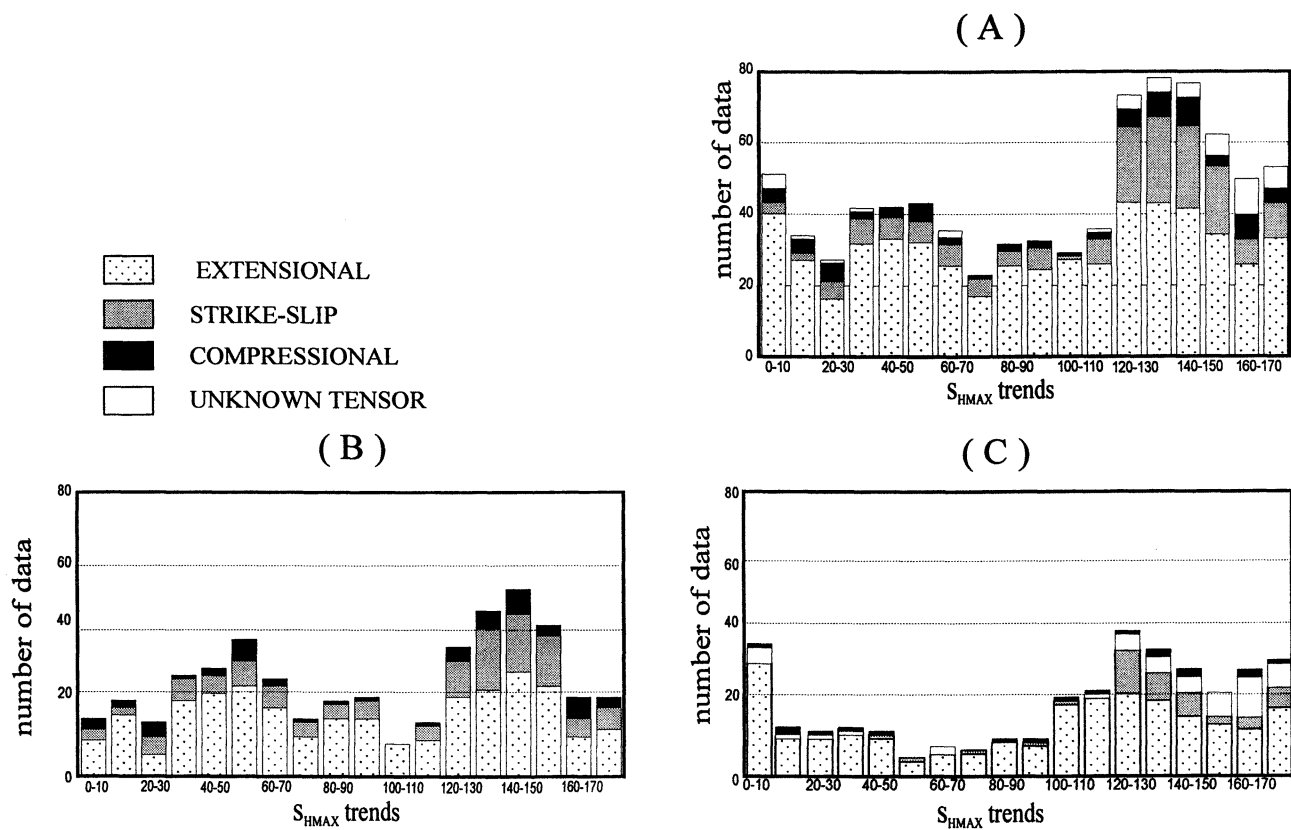 ( A )
number of data
80
60
40
20
0
0-10 20-30 40-50 60-70 80-90 100-110 120-130 140-150 160-170
SHMAX trends
EXTENSIONAL
STRIKE-SLIP
COMPRESSIONAL
UNKNOWN TENSOR
( B )
number of data
80
60
40
20
0
0-10 20-30 40-50 60-70 80-90 100-110 120-130 140-150 160-170
SHMAX trends
( C )
number of data
80
60
40
20
0
0-10 20-30 40-50 60-70 80-90 100-110 120-130 140-150 160-170
SHMAX trends